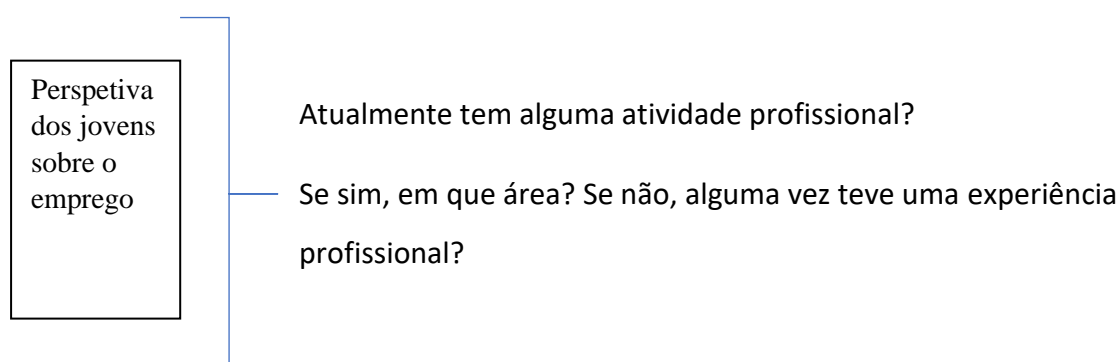 Perspetiva
dos jovens
sobre o
emprego
Atualmente tem alguma atividade profissional?
Se sim, em que área? Se não, alguma vez teve uma experiência
profissional?